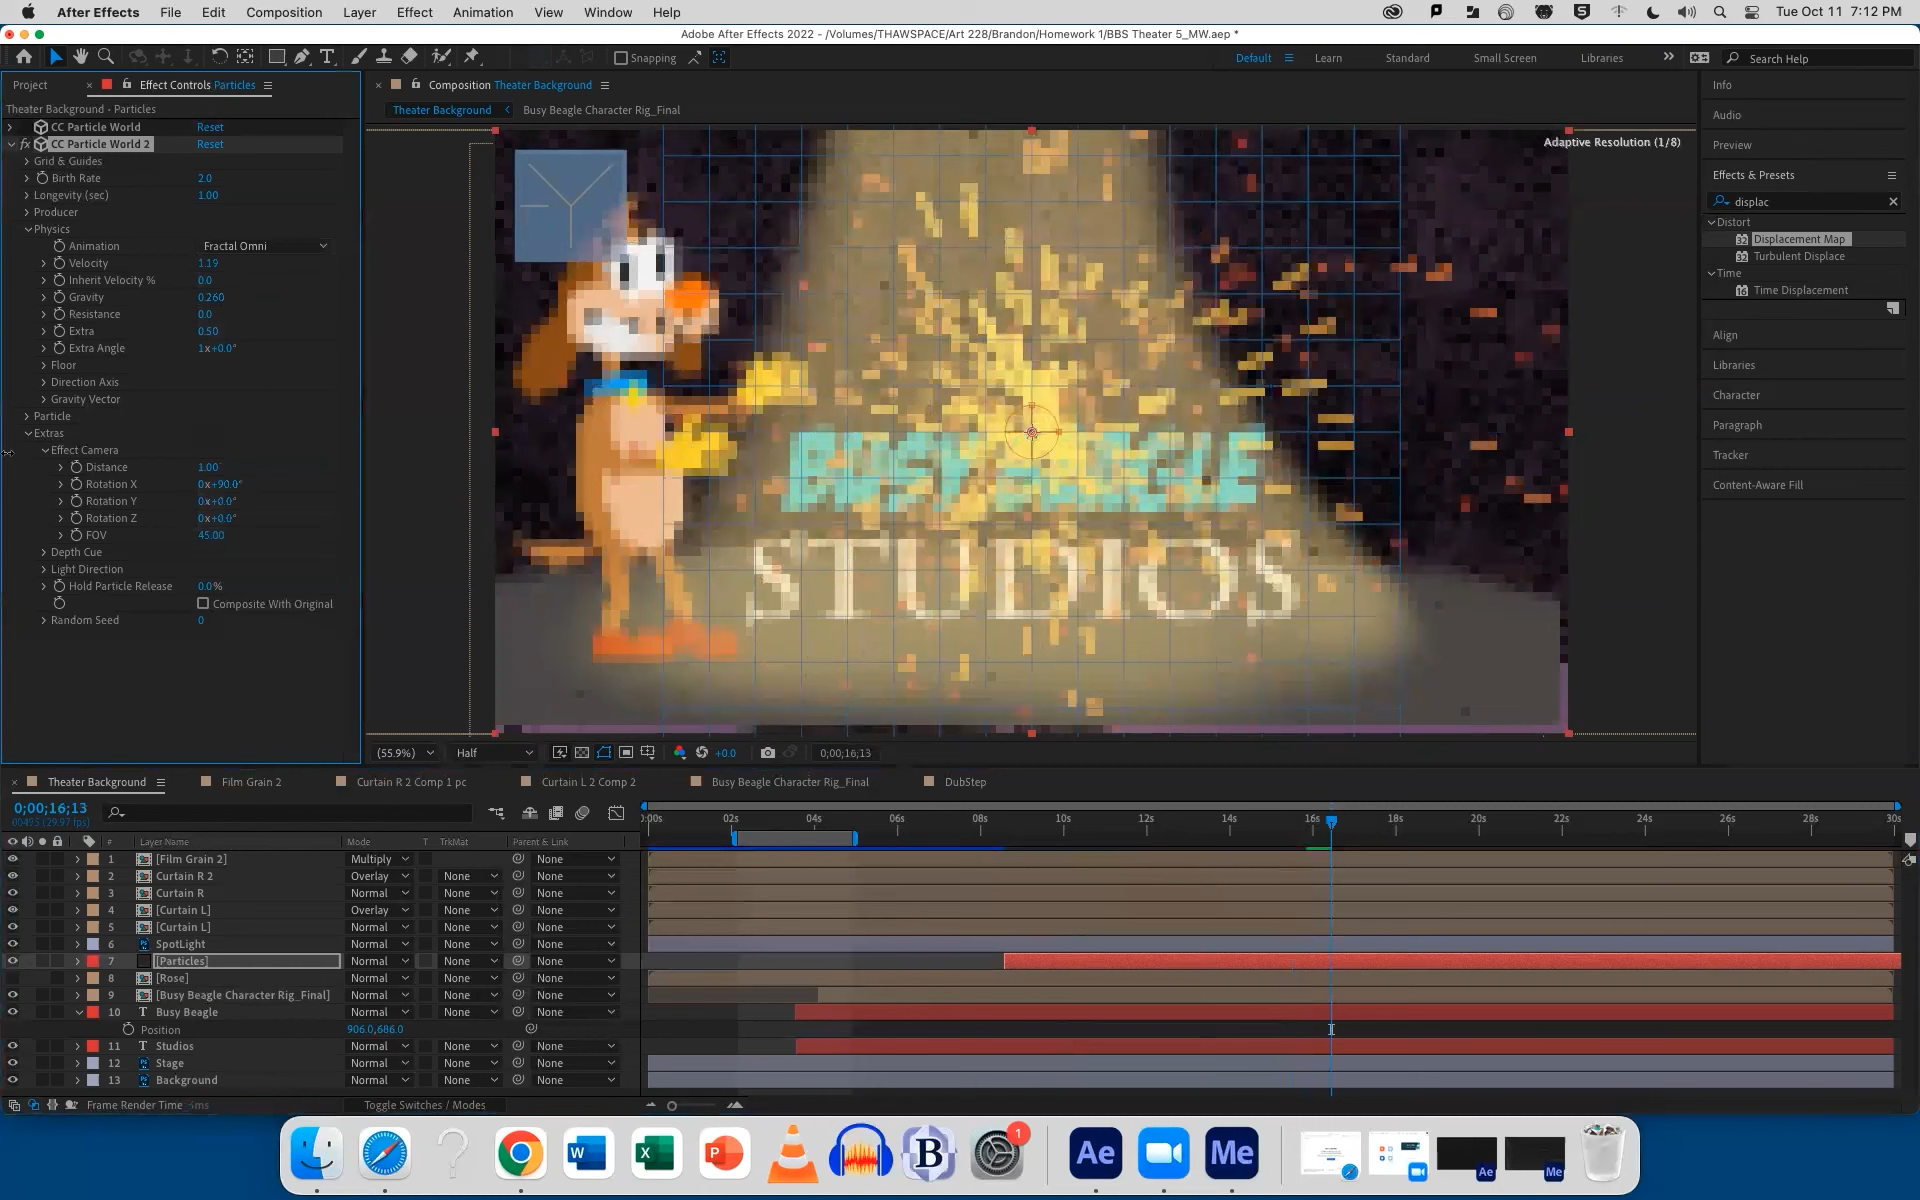 After Effects File Edit Composition Layer Effect Animation View Window Help Tue Oct 11 7:12 PM
Adobe After Effects 2022 - /Volumes/THAWSPACE/Art 228/Brandon/Homework 1/BBS Theater 5_MW.aep *
Snapping Default Learn Standard Small Screen Libraries Search Help
Project Effect Controls Particles
Theater Background • Particles
CC Particle World Reset
fx CC Particle World 2 Reset
Grid & Guides
Birth Rate 2.0
Longevity (sec) 1.00
Producer
Physics
Animation Fractal Omni
Velocity 1.19
Inherit Velocity % 0.0
Gravity 0.260
Resistance 0.0
Extra 0.50
Extra Angle 1x+0.0°
Floor
Direction Axis
Gravity Vector
Particle
Extras
Effect Camera
Distance 1.00
Rotation X 0x+90.0°
Rotation Y 0x+0.0°
Rotation Z 0x+0.0°
FOV 45.00
Depth Cue
Light Direction
Hold Particle Release 0.0%
Composite With Original
Random Seed 0
Composition Theater Background
Theater Background Busy Beagle Character Rig_Final
Adaptive Resolution (1/8)
BUSY BEAGLE
STUDIOS
(55.9%) Half +0.0 0;00;16;13
Info
Audio
Preview
Effects & Presets
displac
Distort
32 Displacement Map
32 Turbulent Displace
Time
16 Time Displacement
Align
Libraries
Character
Paragraph
Tracker
Content-Aware Fill
Theater Background Film Grain 2 Curtain R 2 Comp 1 pc Curtain L 2 Comp 2 Busy Beagle Character Rig_Final DubStep
0;00;16;13
00495 (29.97 fps)
:00s 02s 04s 06s 08s 10s 12s 14s 16s 18s 20s 22s 24s 26s 28s 30s
# Layer Name Mode T TrkMat Parent & Link
1 [Film Grain 2] Multiply None
2 Curtain R 2 Overlay None None
3 Curtain R Normal None None
4 [Curtain L] Overlay None None
5 [Curtain L] Normal None None
6 SpotLight Normal None None
7 [Particles] Normal None None
8 [Rose] Normal None None
9 [Busy Beagle Character Rig_Final] Normal None None
10 T Busy Beagle Normal None None
Position 906.0,686.0
11 T Studios Normal None None
12 Stage Normal None None
13 Background Normal None None
Frame Render Time 5ms Toggle Switches / Modes
? W X P B 1 Ae Me Ae Me